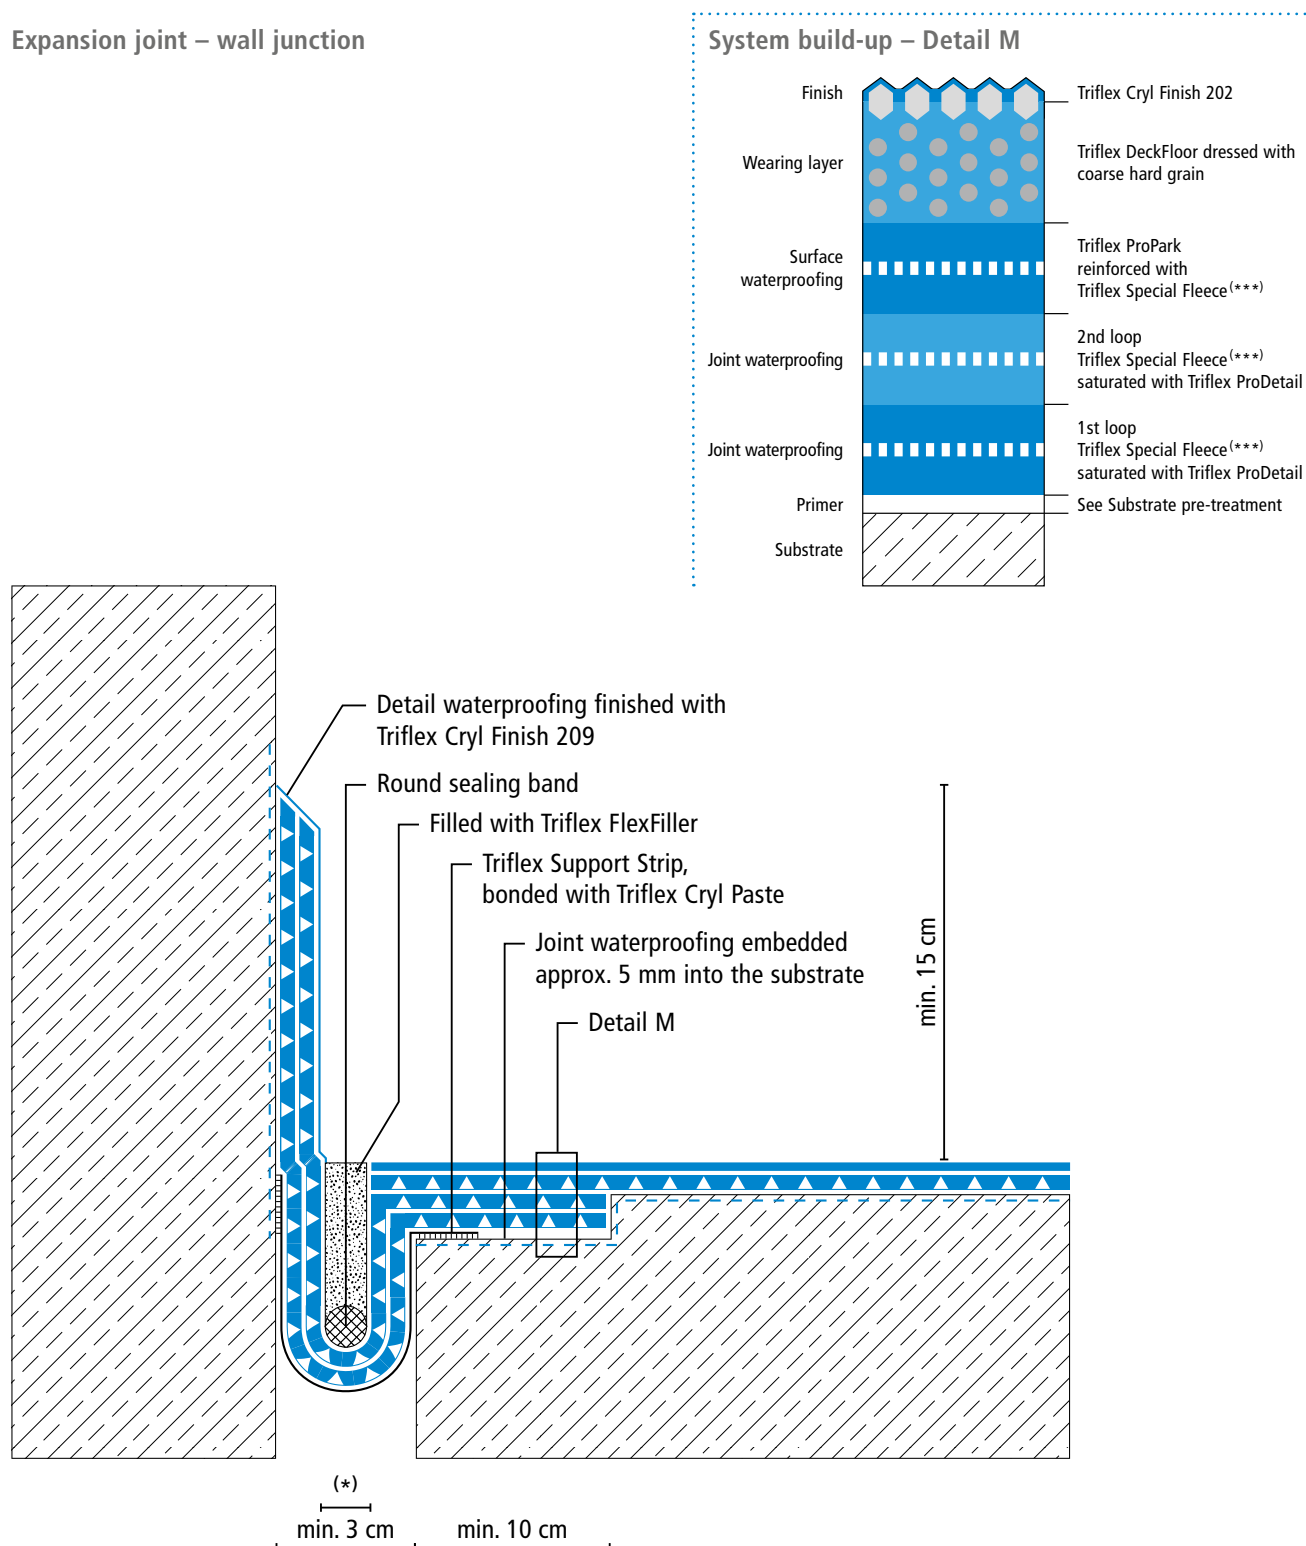 Expansion joint – wall junction
System build-up – Detail M
Finish
Triflex Cryl Finish 202
Wearing layer
Triflex DeckFloor dressed with
coarse hard grain
Surface
waterproofing
Triflex ProPark
reinforced with
Triflex Special Fleece(***)
Joint waterproofing
2nd loop
Triflex Special Fleece(***)
saturated with Triflex ProDetail
Joint waterproofing
1st loop
Triflex Special Fleece(***)
saturated with Triflex ProDetail
Primer
See Substrate pre-treatment
Substrate
Detail waterproofing finished with
Triflex Cryl Finish 209
Round sealing band
Filled with Triflex FlexFiller
Triflex Support Strip,
bonded with Triflex Cryl Paste
Joint waterproofing embedded
approx. 5 mm into the substrate
Detail M
min. 15 cm
(*)
min. 3 cm
min. 10 cm